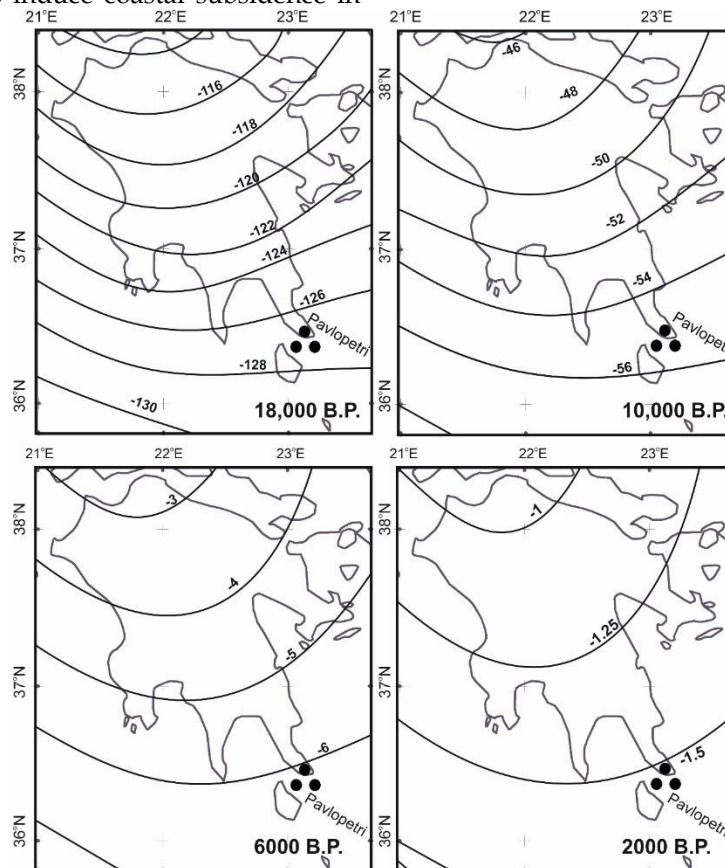 induce coastal subsidence in
21°E 22°E 23°E
38°N
37°N
36°N
-116
-118
-120
-122
-124
-126
Pavlopetri
-128
-130
18,000 B.P.
21°E 22°E 23°E
38°N
37°N
36°N
-46
-48
-50
-52
-54
Pavlopetri
-56
10,000 B.P.
21°E 22°E 23°E
38°N
37°N
36°N
-3
-4
-5
-6
Pavlopetri
6000 B.P.
21°E 22°E 23°E
38°N
37°N
36°N
-1
-1.25
-1.5
Pavlopetri
2000 B.P.